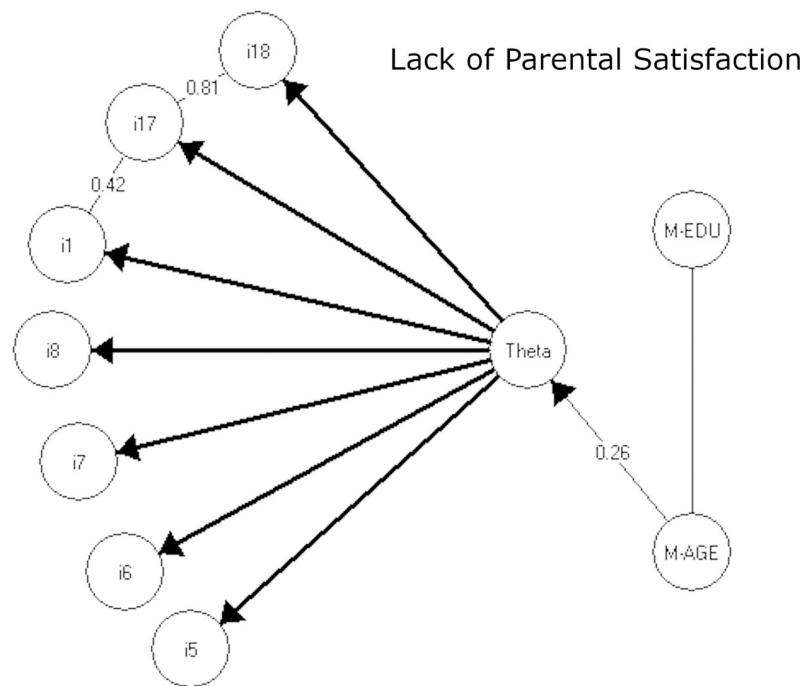 Lack of Parental Satisfaction
i18
0.81
i17
0.42
i1
M-EDU
i8
Theta
i7
0.26
i6
M-AGE
i5